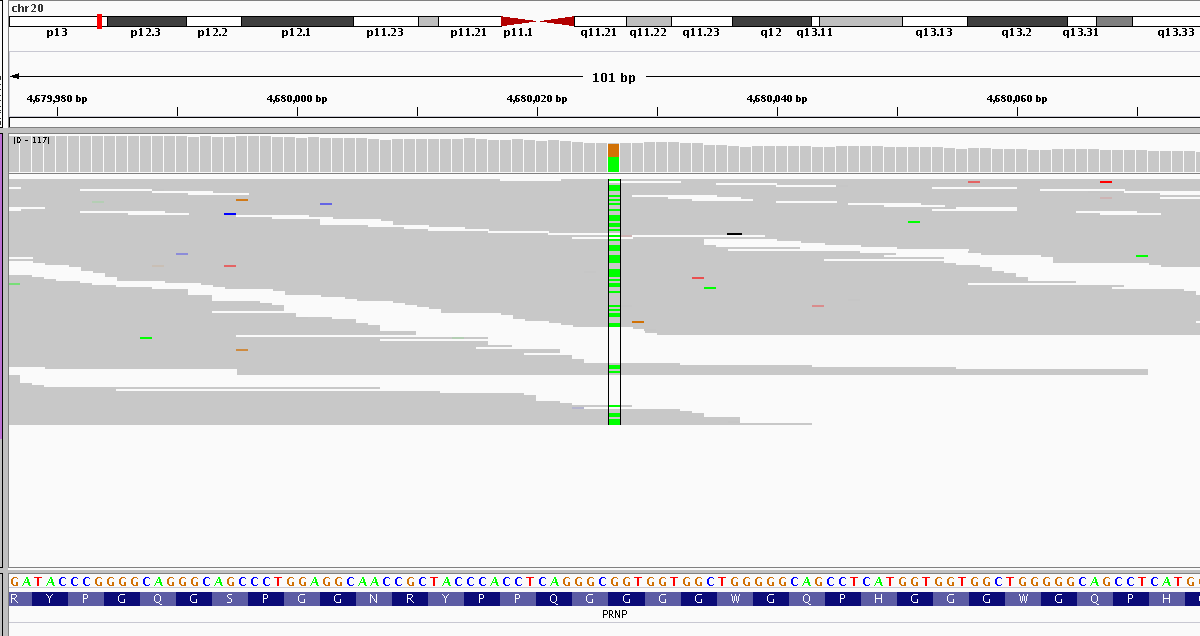 chr20
p13 p12.3 p12.2 p12.1 p11.23 p11.21 p11.1 q11.21 q11.22 q11.23 q12 q13.11 q13.13 q13.2 q13.31 q13.33
101 bp
4,679,980 bp 4,680,000 bp 4,680,020 bp 4,680,040 bp 4,680,060 bp
[0 - 117]
GATACCCGGGGCAGGGCAGCCCTGGAGGCAACCGCTACCCACCTCAGGGCGGTGGTGGCTGGGGGCAGCCTCATGGTGGTGGCTGGGGGCAGCCTCATG
R Y P G Q G S P G G N R Y P P Q G G G G W G Q P H G G G W G Q P H
PRNP